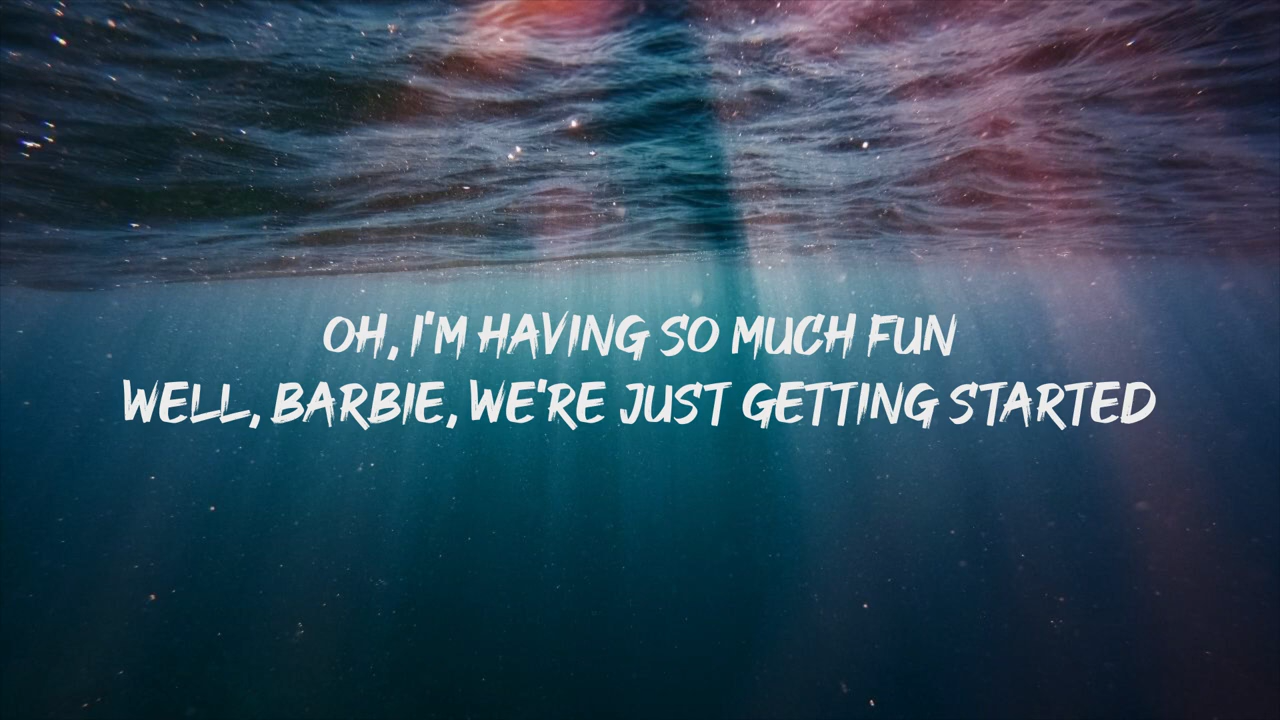 OH, I'M HAVING SO MUCH FUN
WELL, BARBIE, WE'RE JUST GETTING STARTED